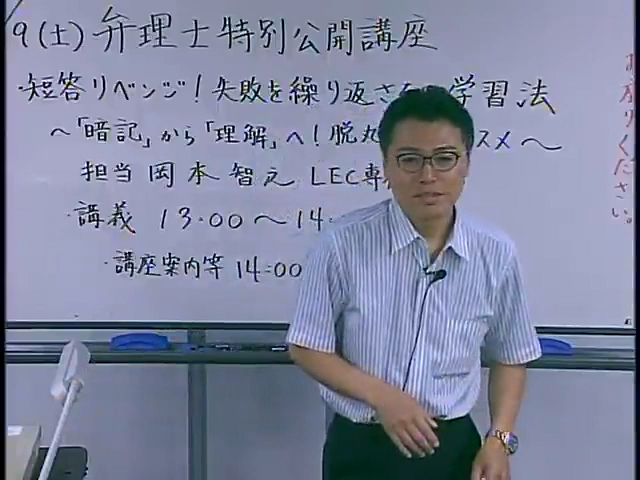 9(土) 弁理士特別公開講座
・短答リベンジ！失敗を繰り返さ 学習法
～「暗記」から「理解」へ！脱丸 スメ～
担当 岡本 智之 LEC専
・講義 13:00～14:
・講座案内等 14:00
ください。